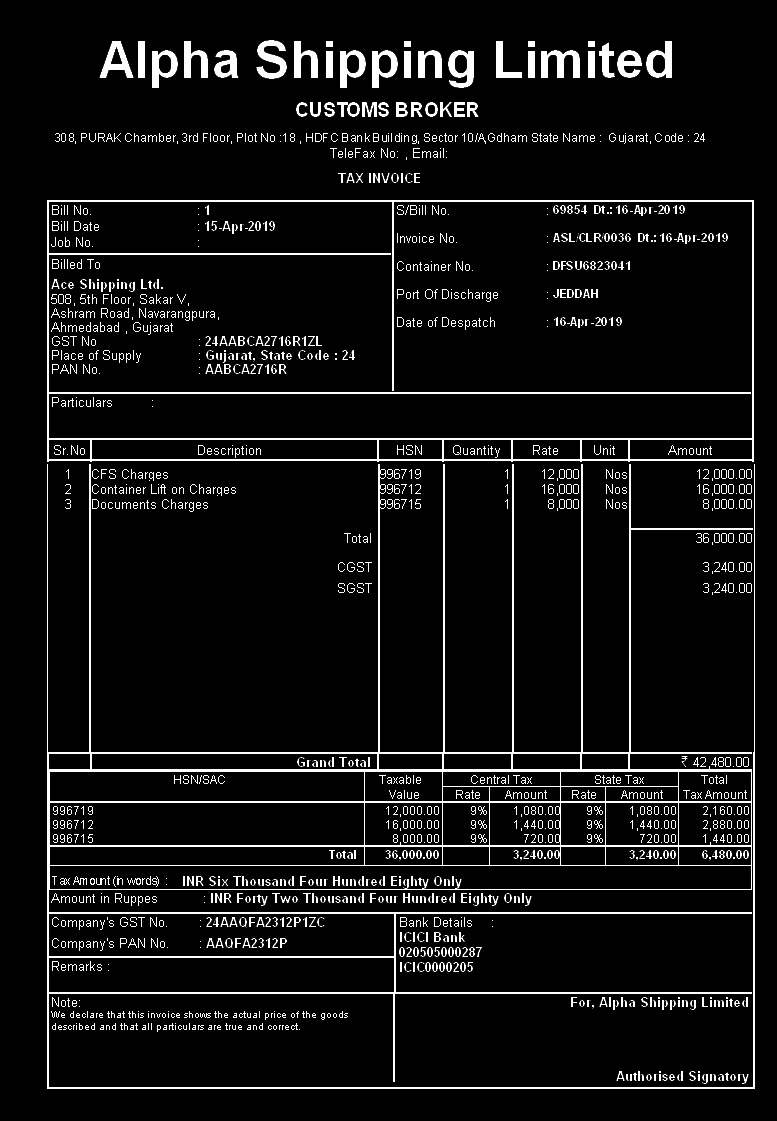 Alpha Shipping Limited
CUSTOMS BROKER
308, PURAK Chamber, 3rd Floor, Plot No :18 , HDFC Bank Building, Sector 10/A,Gdham State Name : Gujarat, Code : 24
TeleFax No: , Email:
TAX INVOICE
Bill No. : 1
Bill Date : 15-Apr-2019
Job No. :
S/Bill No. : 69854 Dt.: 16-Apr-2019
Invoice No. : ASL/CLR/0036 Dt.: 16-Apr-2019
Container No. : DFSU6823041
Port Of Discharge : JEDDAH
Date of Despatch : 16-Apr-2019
Billed To
Ace Shipping Ltd.
508, 5th Floor, Sakar V,
Ashram Road, Navarangpura,
Ahmedabad , Gujarat
GST No : 24AABCA2716R1ZL
Place of Supply : Gujarat, State Code : 24
PAN No. : AABCA2716R
Particulars :
Sr.No Description HSN Quantity Rate Unit Amount
1 CFS Charges 996719 1 12,000 Nos 12,000.00
2 Container Lift on Charges 996712 1 16,000 Nos 16,000.00
3 Documents Charges 996715 1 8,000 Nos 8,000.00
Total 36,000.00
CGST 3,240.00
SGST 3,240.00
Grand Total ₹ 42,480.00
HSN/SAC Taxable Central Tax State Tax Total
Value Rate Amount Rate Amount Tax Amount
996719 12,000.00 9% 1,080.00 9% 1,080.00 2,160.00
996712 16,000.00 9% 1,440.00 9% 1,440.00 2,880.00
996715 8,000.00 9% 720.00 9% 720.00 1,440.00
Total 36,000.00 3,240.00 3,240.00 6,480.00
Tax Amount (in words) : INR Six Thousand Four Hundred Eighty Only
Amount in Ruppes : INR Forty Two Thousand Four Hundred Eighty Only
Company's GST No. : 24AAQFA2312P1ZC
Company's PAN No. : AAQFA2312P
Remarks :
Bank Details :
ICICI Bank
020505000287
ICIC0000205
Note:
We declare that this invoice shows the actual price of the goods
described and that all particulars are true and correct.
For, Alpha Shipping Limited
Authorised Signatory